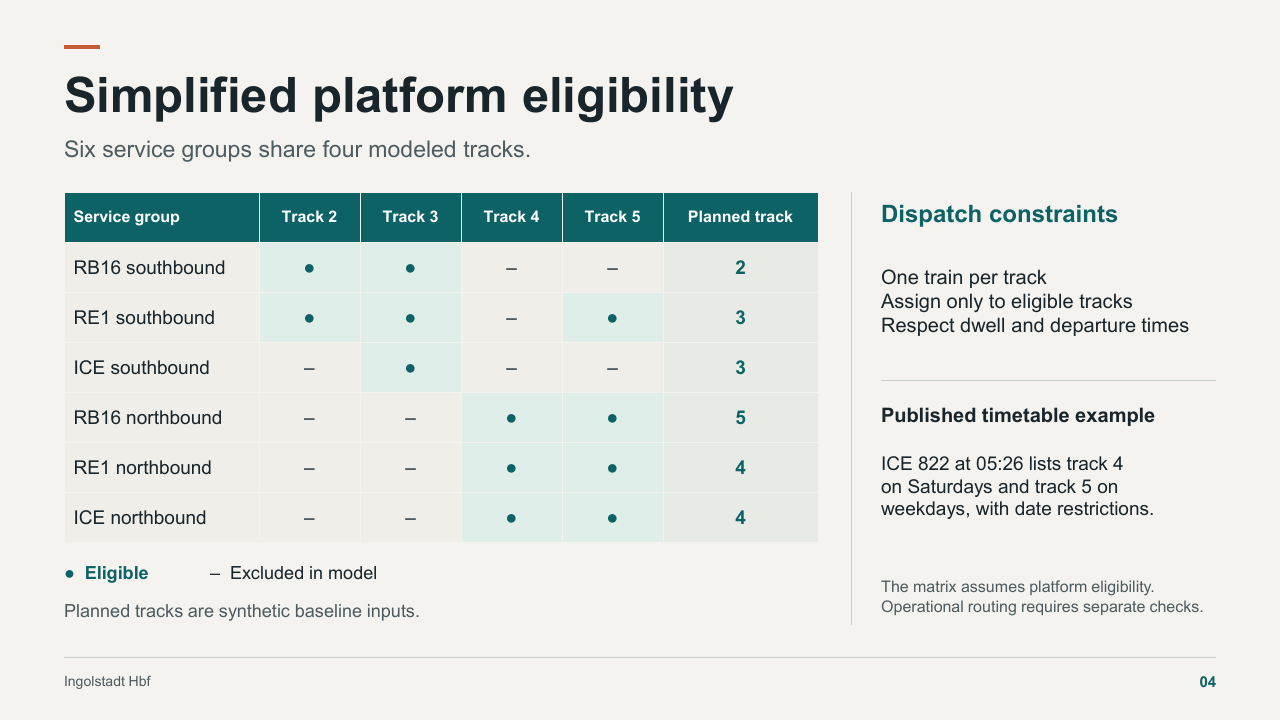 Simplified platform eligibility
Six service groups share four modeled tracks.
Service group Track 2 Track 3 Track 4 Track 5 Planned track
RB16 southbound ● ● – – 2
RE1 southbound ● ● – ● 3
ICE southbound – ● – – 3
RB16 northbound – – ● ● 5
RE1 northbound – – ● ● 4
ICE northbound – – ● ● 4
● Eligible – Excluded in model
Planned tracks are synthetic baseline inputs.
Dispatch constraints
One train per track
Assign only to eligible tracks
Respect dwell and departure times
Published timetable example
ICE 822 at 05:26 lists track 4
on Saturdays and track 5 on
weekdays, with date restrictions.
The matrix assumes platform eligibility.
Operational routing requires separate checks.
Ingolstadt Hbf
04